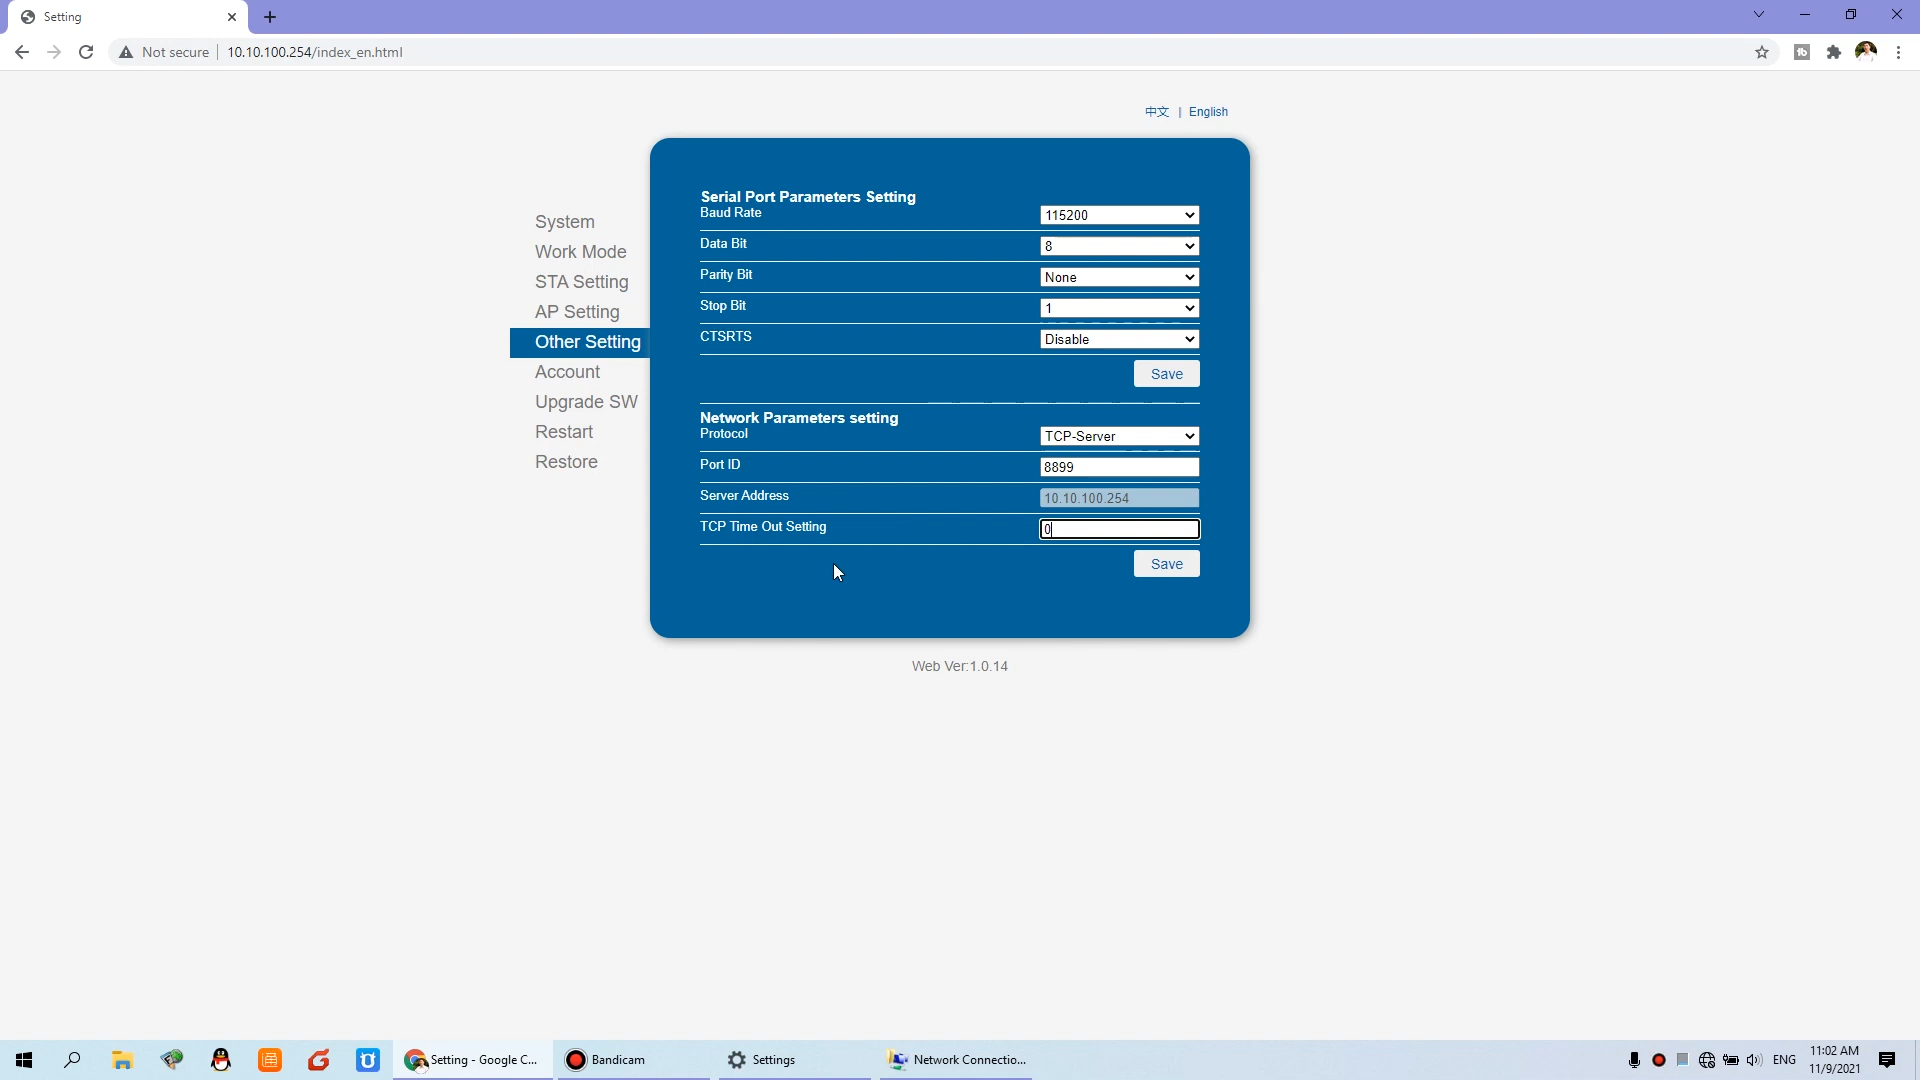 Setting
Not secure
10.10.100.254/index_en.html
中文 | English
System
Work Mode
STA Setting
AP Setting
Other Setting
Account
Upgrade SW
Restart
Restore
Serial Port Parameters Setting
Baud Rate 115200
Data Bit 8
Parity Bit None
Stop Bit 1
CTSRTS Disable
Save
Network Parameters setting
Protocol TCP-Server
Port ID 8899
Server Address 10.10.100.254
TCP Time Out Setting 0
Save
Web Ver:1.0.14
Setting - Google C...
Bandicam
Settings
Network Connectio...
ENG
11:02 AM
11/9/2021